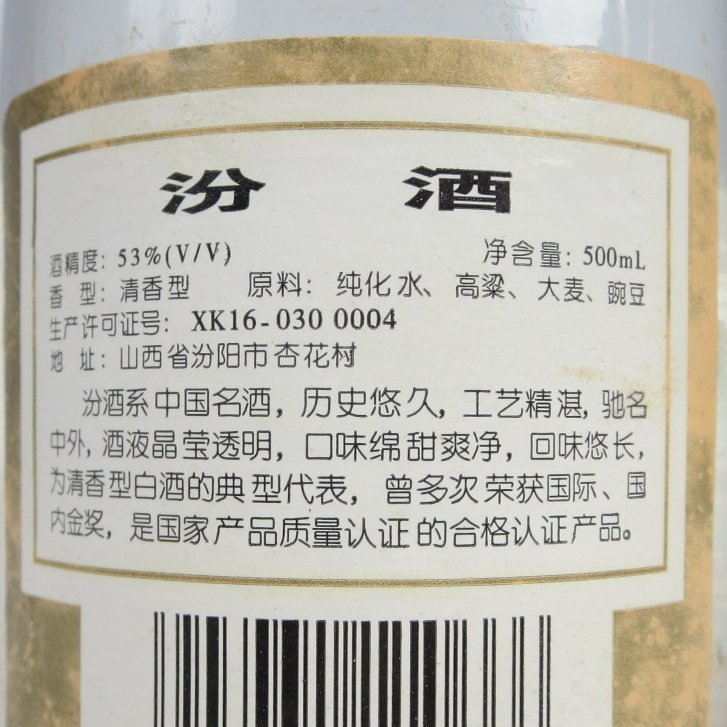 汾 酒
酒精度: 53%(V/V) 净含量: 500mL
香 型: 清香型 原料: 纯化水、高粱、大麦、豌豆
生产许可证号: XK16-030 0004
地 址: 山西省汾阳市杏花村
汾酒系中国名酒, 历史悠久, 工艺精湛, 驰名
中外, 酒液晶莹透明, 口味绵甜爽净, 回味悠长,
为清香型白酒的典型代表, 曾多次荣获国际、国
内金奖, 是国家产品质量认证的合格认证产品。